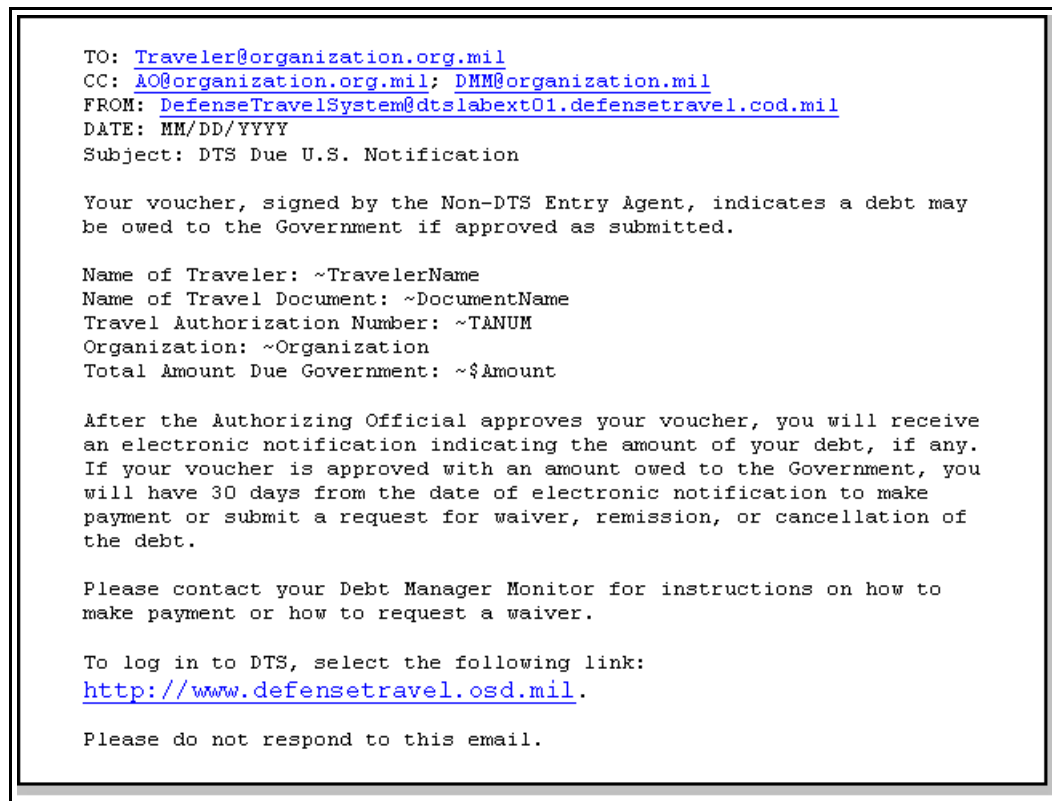 TO: Traveler@organization.org.mil
CC: AO@organization.org.mil; DMM@organization.mil
FROM: DefenseTravelSystem@dtslabext01.defensetravel.cod.mil
DATE: MM/DD/YYYY
Subject: DTS Due U.S. Notification
Your voucher, signed by the Non-DTS Entry Agent, indicates a debt may
be owed to the Government if approved as submitted.
Name of Traveler: ~TravelerName
Name of Travel Document: ~DocumentName
Travel Authorization Number: ~TANUM
Organization: ~Organization
Total Amount Due Government: ~$Amount
After the Authorizing Official approves your voucher, you will receive
an electronic notification indicating the amount of your debt, if any.
If your voucher is approved with an amount owed to the Government, you
will have 30 days from the date of electronic notification to make
payment or submit a request for waiver, remission, or cancellation of
the debt.
Please contact your Debt Manager Monitor for instructions on how to
make payment or how to request a waiver.
To log in to DTS, select the following link:
http://www.defensetravel.osd.mil.
Please do not respond to this email.